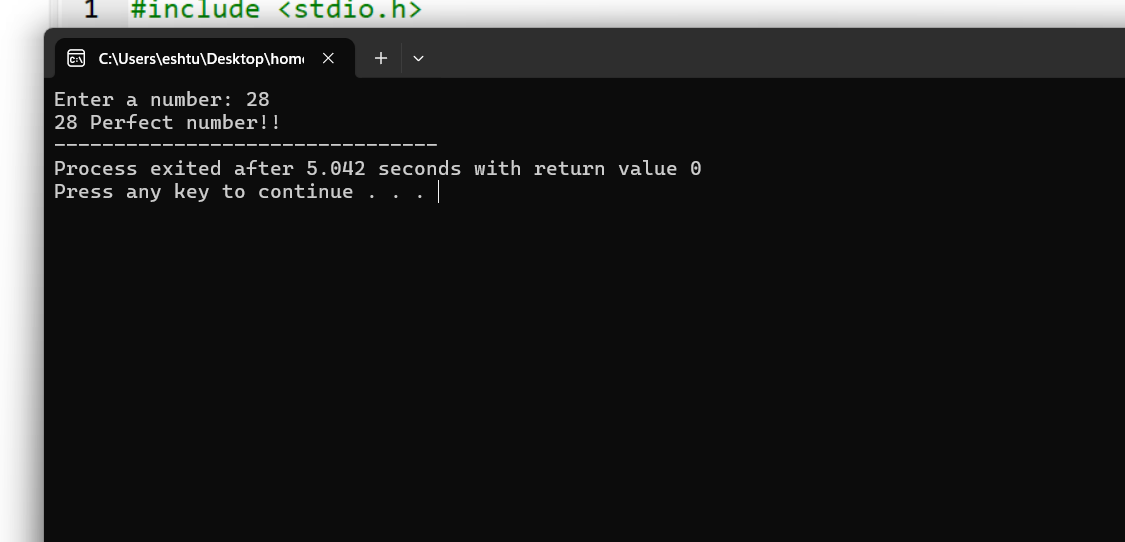 1 #include <stdio.h>
C:\Users\eshtu\Desktop\hom
Enter a number: 28
28 Perfect number!!
--------------------------------
Process exited after 5.042 seconds with return value 0
Press any key to continue . . .